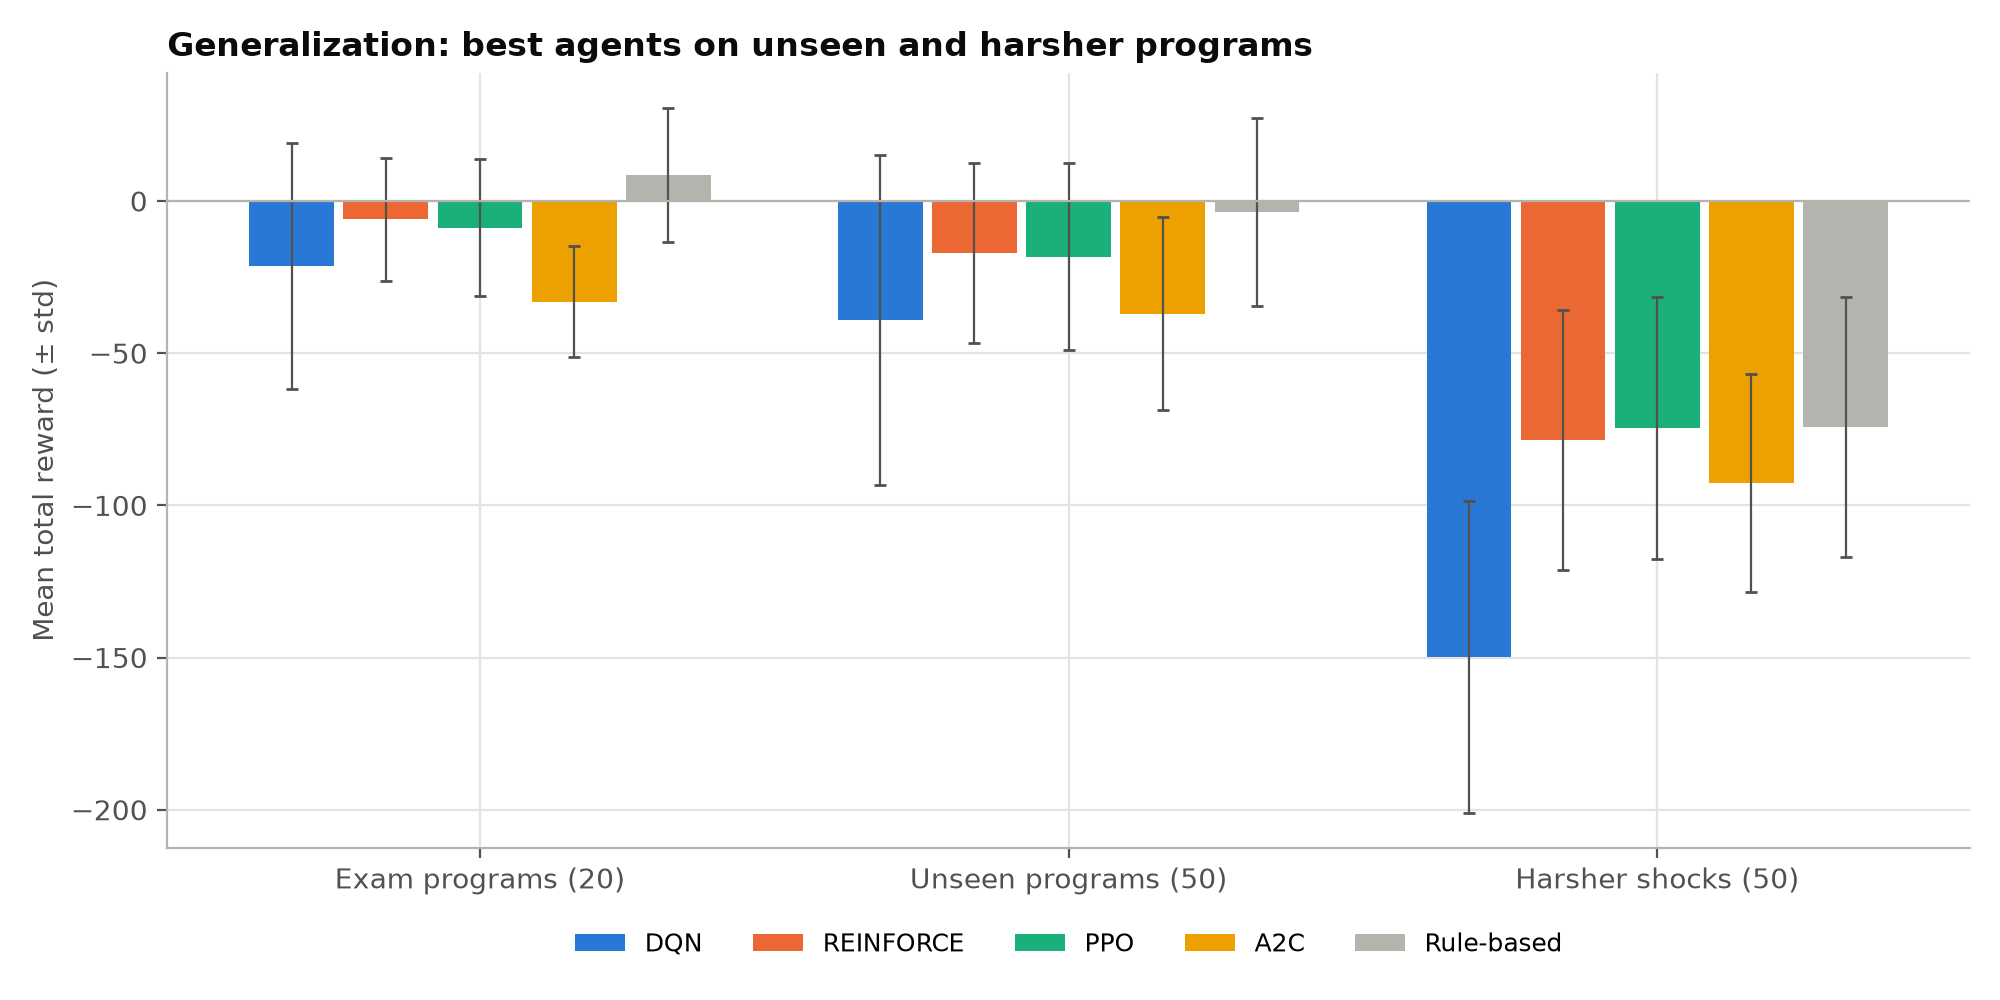 Generalization: best agents on unseen and harsher programs
Mean total reward (± std)
0
−50
−100
−150
−200
Exam programs (20)
Unseen programs (50)
Harsher shocks (50)
DQN
REINFORCE
PPO
A2C
Rule-based